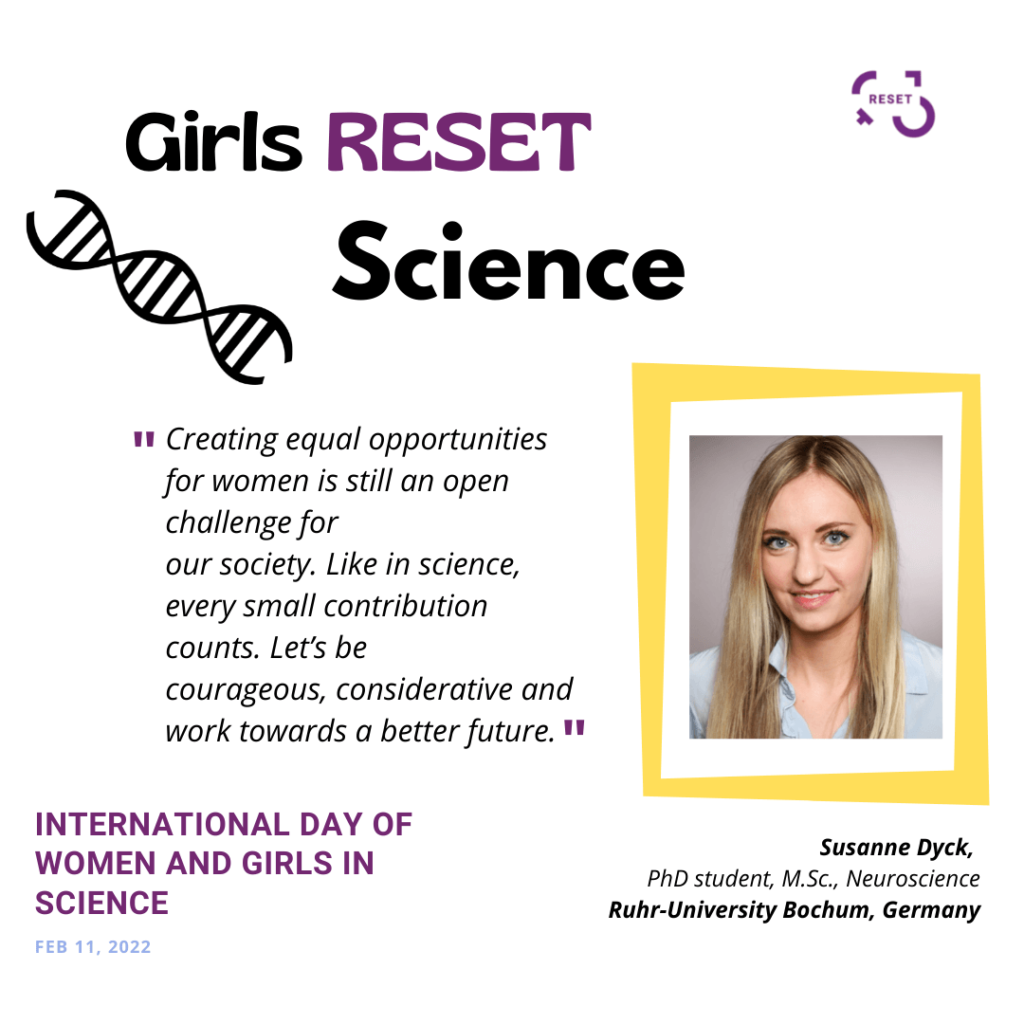 RESET
Girls RESET
Science
" Creating equal opportunities
for women is still an open
challenge for
our society. Like in science,
every small contribution
counts. Let’s be
courageous, considerative and
work towards a better future. "
INTERNATIONAL DAY OF
WOMEN AND GIRLS IN
SCIENCE
FEB 11, 2022
Susanne Dyck,
PhD student, M.Sc., Neuroscience
Ruhr-University Bochum, Germany